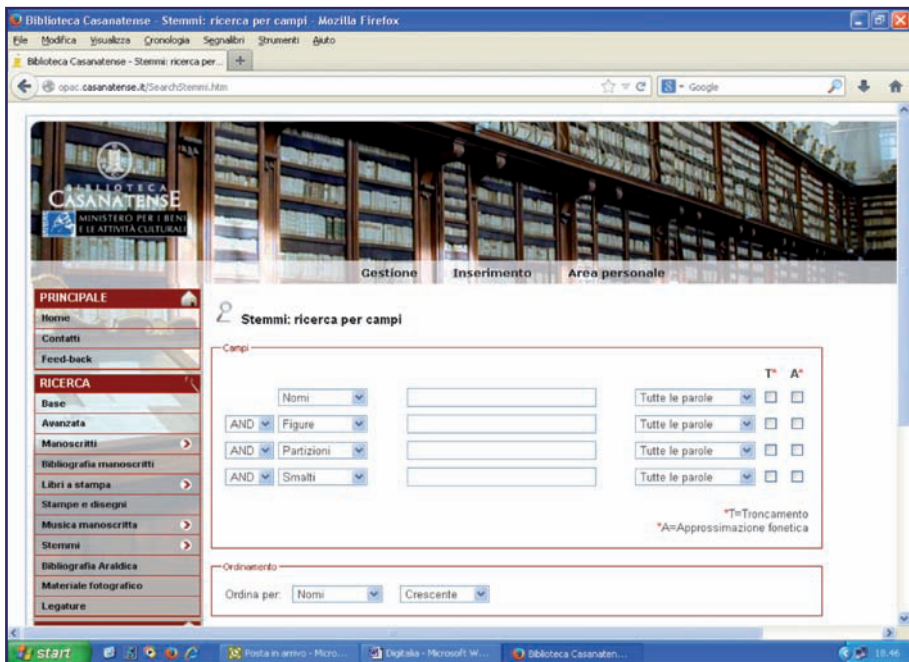 Biblioteca Casanatense - Stemmi: ricerca per campi - Mozilla Firefox
File Modifica Visualizza Cronologia Segnalibri Strumenti Aiuto
Biblioteca Casanatense - Stemmi: ricerca per... +
opac.casanatense.it/SearchStemmi.htm Google
BIBLIOTECA
CASANATENSE
MINISTERO PER I BENI
E LE ATTIVITÀ CULTURALI
Gestione Inserimento Area personale
PRINCIPALE
Home
Contatti
Feed-back
RICERCA
Base
Avanzata
Manoscritti
Bibliografia manoscritti
Libri a stampa
Stampe e disegni
Musica manoscritta
Stemmi
Bibliografia Araldica
Materiale fotografico
Legature
Stemmi: ricerca per campi
Campi
T* A*
Nomi Tutte le parole
AND Figure Tutte le parole
AND Partizioni Tutte le parole
AND Smalti Tutte le parole
*T=Troncamento
*A=Approssimazione fonetica
Ordinamento
Ordina per: Nomi Crescente
start Posta in arrivo - Micro... Digitalia - Microsoft W... Biblioteca Casanaten... 18.46